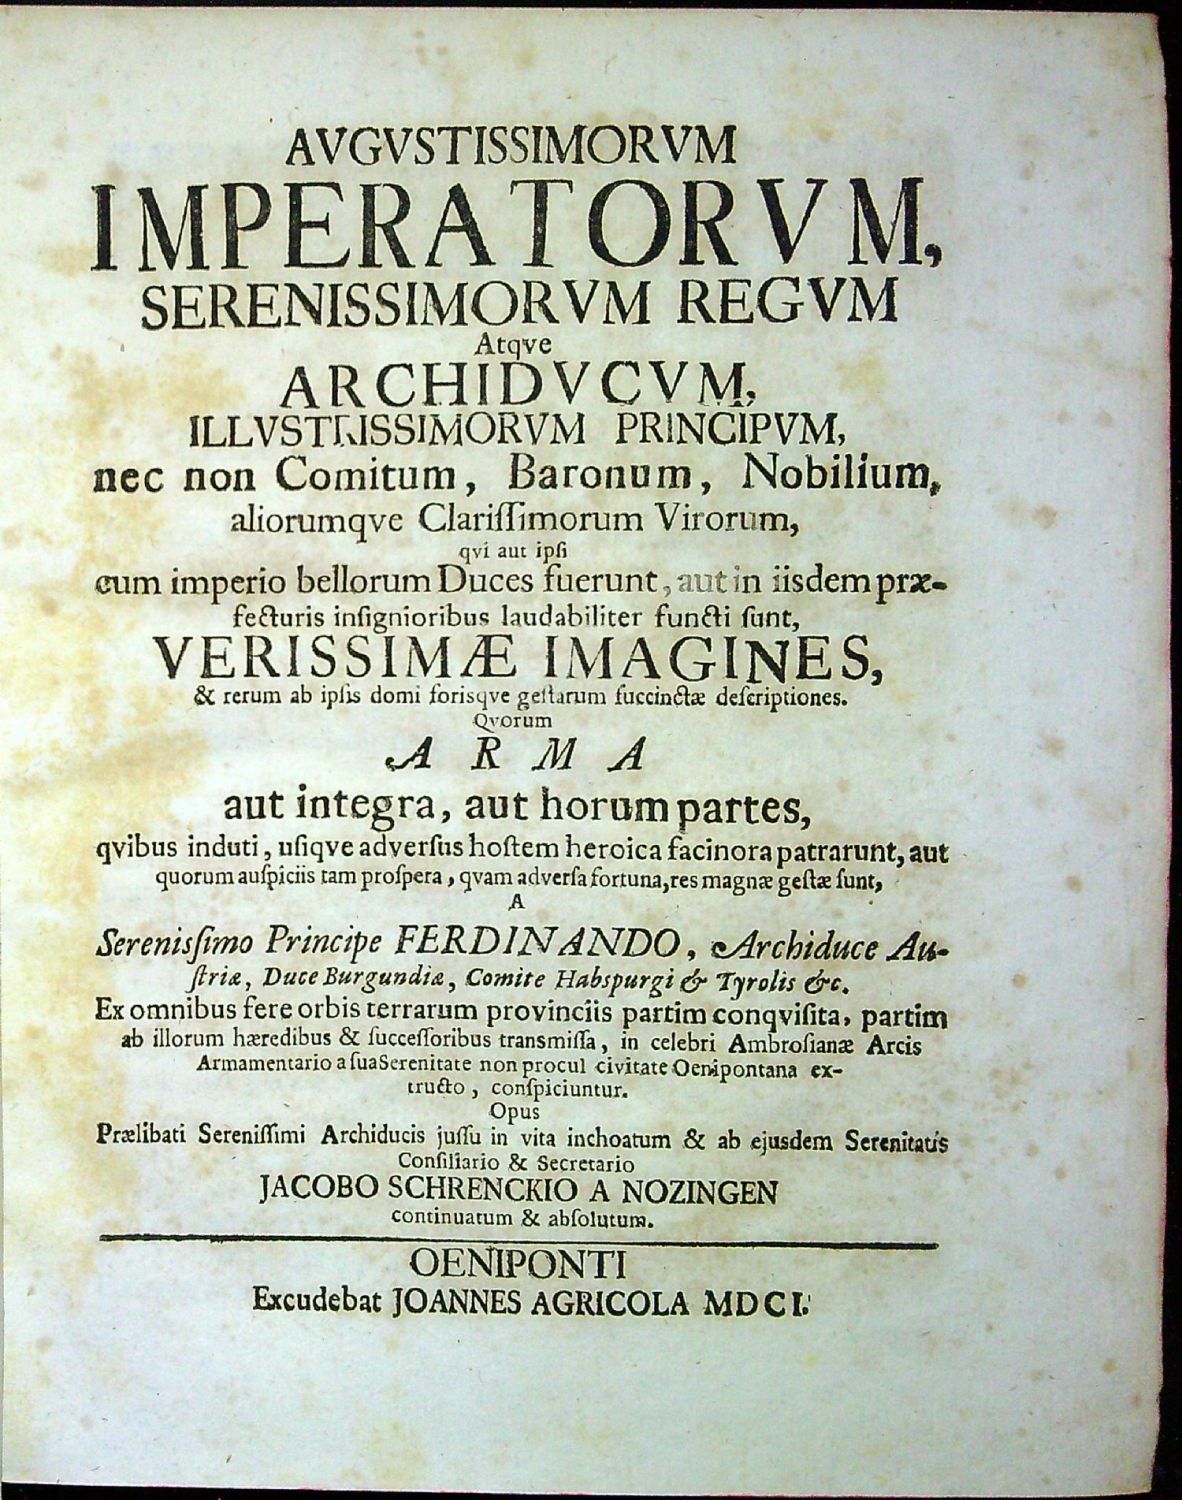 AVGVSTISSIMORVM
IMPERATORVM,
SERENISSIMORVM REGVM
Atqve
ARCHIDVCVM,
ILLVSTRISSIMORVM PRINCIPVM,
nec non Comitum, Baronum, Nobilium,
aliorumqve Clariſſimorum Virorum,
qvi aut ipſi
cum imperio bellorum Duces fuerunt, aut in iisdem præ-
fecturis inſignioribus laudabiliter functi ſunt,
VERISSIMÆ IMAGINES,
& rerum ab ipſis domi forisqve geſtarum ſuccinctæ deſcriptiones.
Qvorum
ARMA
aut integra, aut horum partes,
qvibus induti, uſiqve adverſus hoſtem heroica facinora patrarunt, aut
quorum auſpiciis tam proſpera, qvam adverſa fortuna, res magnæ geſtæ ſunt,
A
Serenisſimo Principe FERDINANDO, Archiduce Au-
ſtriæ, Duce Burgundiæ, Comite Habspurgi & Tyrolis &c.
Ex omnibus fere orbis terrarum provinciis partim conqviſita, partim
ab illorum hæredibus & ſucceſſoribus transmiſſa, in celebri Ambroſianæ Arcis
Armamentario a ſua Serenitate non procul civitate Oenipontana ex-
tructo, conſpiciuntur.
Opus
Prælibati Sereniſſimi Archiducis juſſu in vita inchoatum & ab ejusdem Serenitatis
Conſiliario & Secretario
JACOBO SCHRENCKIO A NOZINGEN
continuatum & abſolutum.
OENIPONTI
Excudebat JOANNES AGRICOLA MDCI.